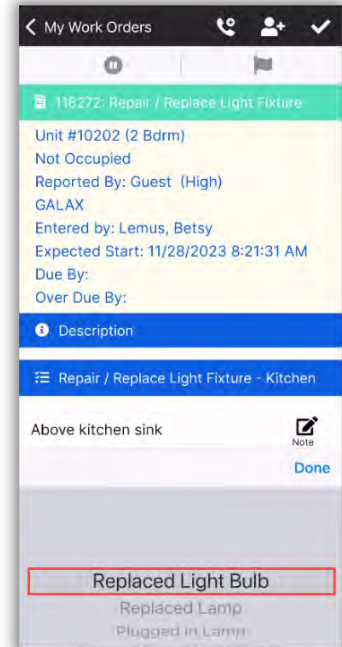 My Work Orders
118272: Repair / Replace Light Fixture
Unit #10202 (2 Bdrm)
Not Occupied
Reported By: Guest (High)
GALAX
Entered by: Lemus, Betsy
Expected Start: 11/28/2023 8:21:31 AM
Due By:
Over Due By:
Description
Repair / Replace Light Fixture - Kitchen
Above kitchen sink
Note
Done
Replaced Light Bulb
Replaced Lamp
Plugged in Lamp